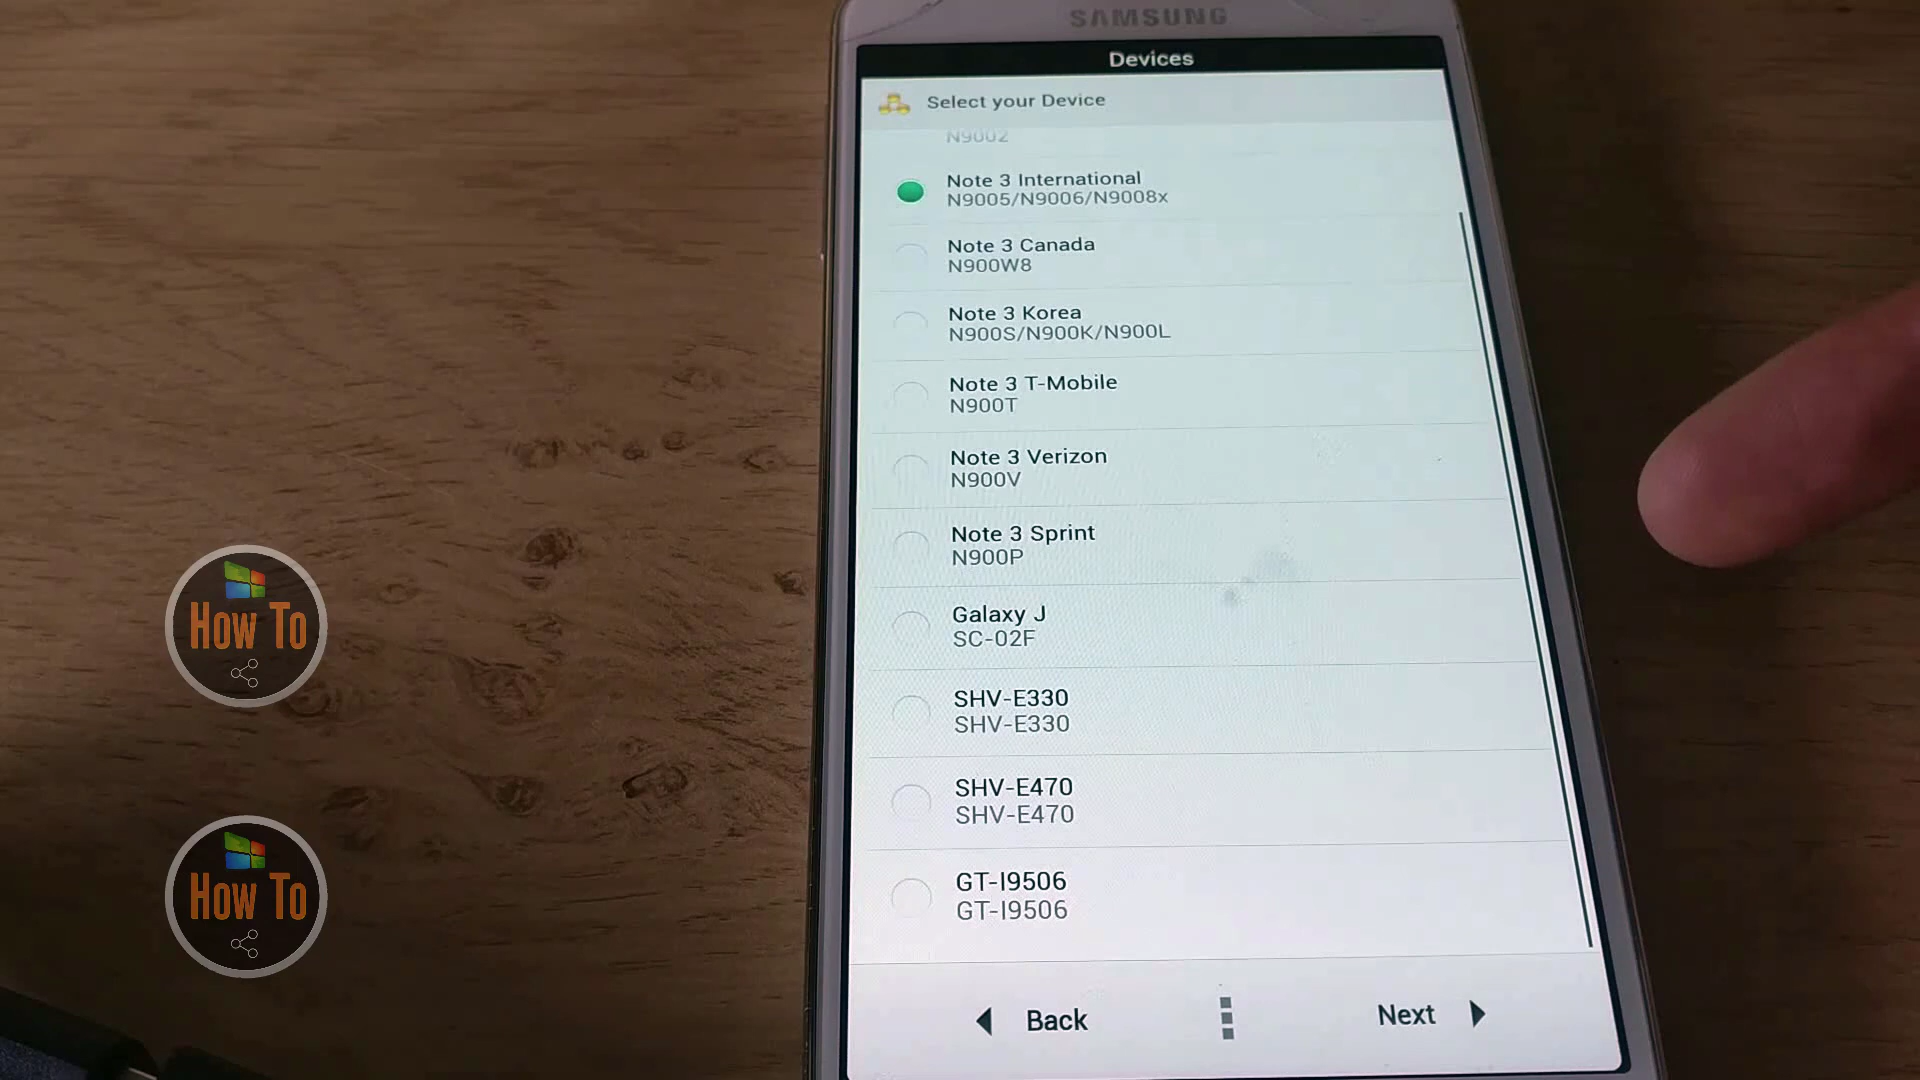 SAMSUNG
Devices
Select your Device
N9002
Note 3 International
N9005/N9006/N9008x
Note 3 Canada
N900W8
Note 3 Korea
N900S/N900K/N900L
Note 3 T-Mobile
N900T
Note 3 Verizon
N900V
Note 3 Sprint
N900P
Galaxy J
SC-02F
SHV-E330
SHV-E330
SHV-E470
SHV-E470
GT-I9506
GT-I9506
Back
Next
How To
How To